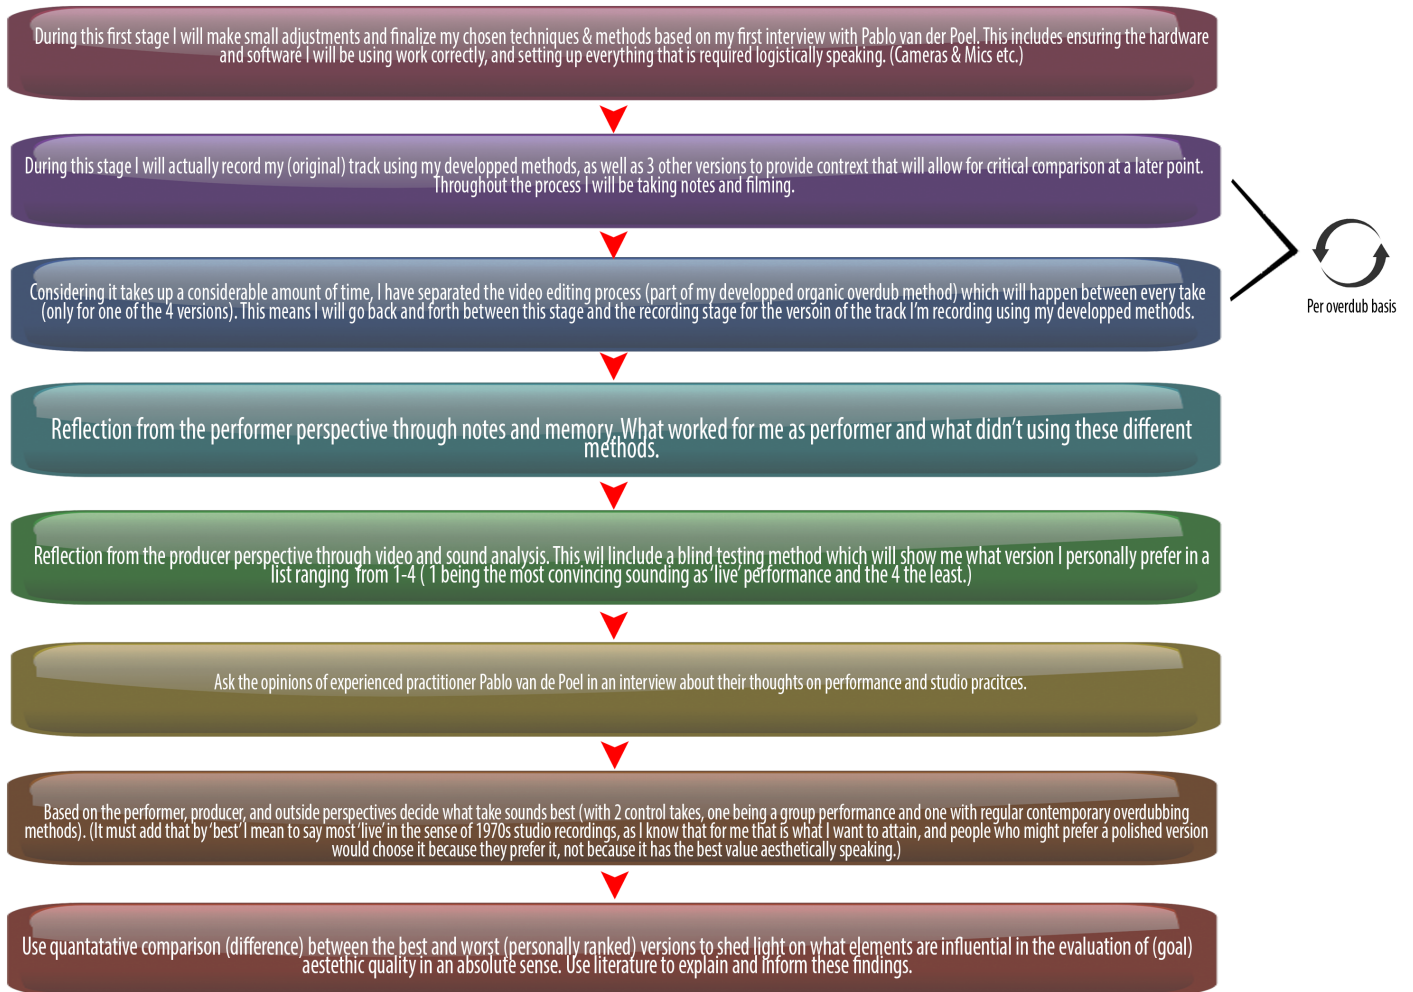 During this first stage I will make small adjustments and finalize my chosen techniques & methods based on my first interview with Pablo van der Poel. This includes ensuring the hardware
and software I will be using work correctly, and setting up everything that is required logistically speaking. (Cameras & Mics etc.)
During this stage I will actually record my (original) track using my developped methods, as well as 3 other versions to provide contrext that will allow for critical comparison at a later point.
Throughout the process I will be taking notes and filming.
Considering it takes up a considerable amount of time, I have separated the video editing process (part of my developped organic overdub method) which will happen between every take
(only for one of the 4 versions). This means I will go back and forth between this stage and the recording stage for the versoin of the track I'm recording using my developped methods.
Per overdub basis
Reflection from the performer perspective through notes and memory. What worked for me as performer and what didn't using these different
methods.
Reflection from the producer perspective through video and sound analysis. This wil linclude a blind testing method which will show me what version I personally prefer in a
list ranging from 1-4 ( 1 being the most convincing sounding as 'live' performance and the 4 the least.)
Ask the opinions of experienced practitioner Pablo van de Poel in an interview about their thoughts on performance and studio pracitces.
Based on the performer, producer, and outside perspectives decide what take sounds best (with 2 control takes, one being a group performance and one with regular contemporary overdubbing
methods). (It must add that by 'best' I mean to say most 'live' in the sense of 1970s studio recordings, as I know that for me that is what I want to attain, and people who might prefer a polished version
would choose it because they prefer it, not because it has the best value aesthetically speaking.)
Use quantatative comparison (difference) between the best and worst (personally ranked) versions to shed light on what elements are influential in the evaluation of (goal)
aestethic quality in an absolute sense. Use literature to explain and inform these findings.